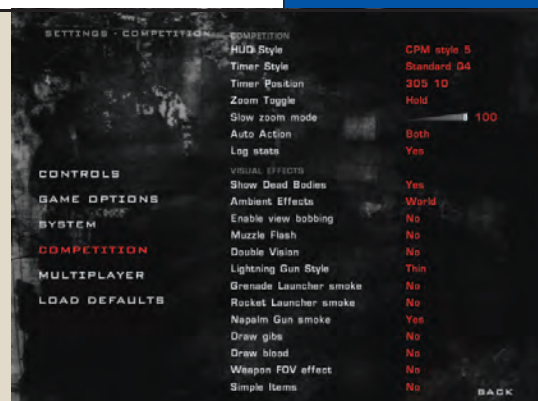 SETTINGS - COMPETITION
COMPETITION
HUD Style CPM style 5
Timer Style Standard Q4
Timer Position 305 10
Zoom Toggle Hold
Slow zoom mode 100
Auto Action Both
Log stats Yes
VISUAL EFFECTS
Show Dead Bodies Yes
Ambient Effects World
Enable view bobbing No
Muzzle Flash No
Double Vision No
Lightning Gun Style Thin
Grenade Launcher smoke No
Rocket Launcher smoke No
Napalm Gun smoke Yes
Draw gibs No
Draw blood No
Weapon FOV effect No
Simple Items No
CONTROLS
GAME OPTIONS
SYSTEM
COMPETITION
MULTIPLAYER
LOAD DEFAULTS
BACK